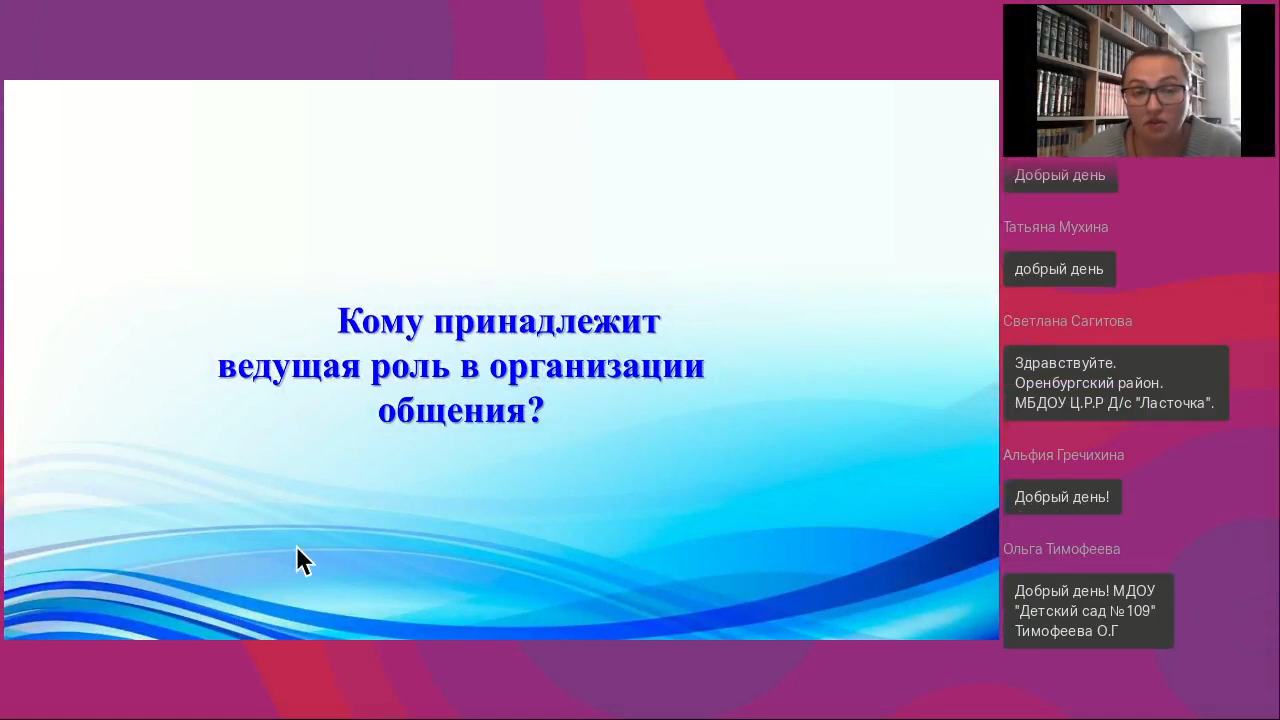 Кому принадлежит
ведущая роль в организации
общения?
Добрый день
Татьяна Мухина
добрый день
Светлана Сагитова
Здравствуйте.
Оренбургский район.
МБДОУ Ц.Р.Р Д/с "Ласточка".
Альфия Гречихина
Добрый день!
Ольга Тимофеева
Добрый день! МДОУ
"Детский сад №109"
Тимофеева О.Г